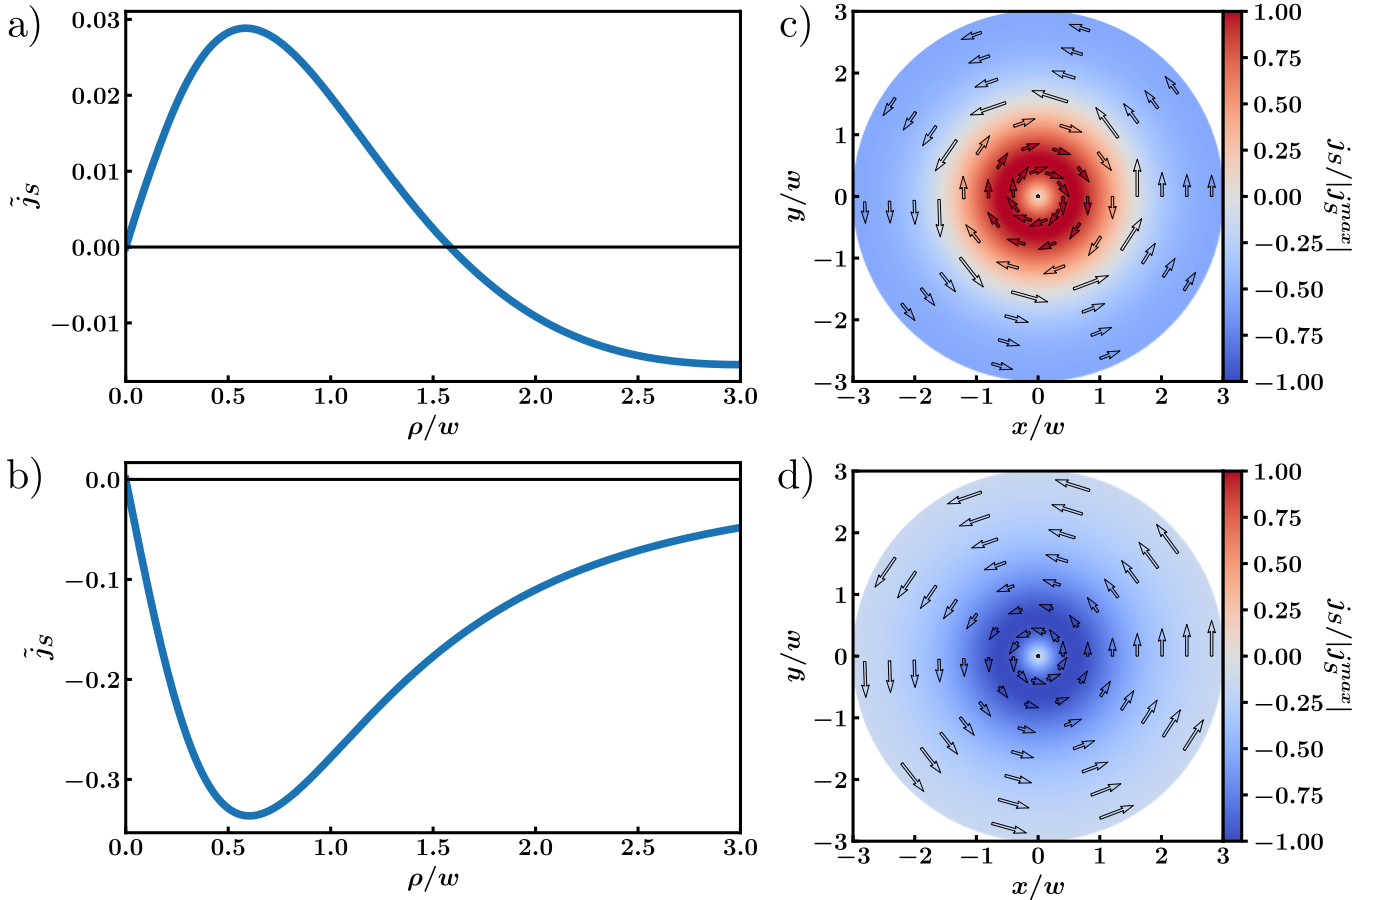 a)
0.03
0.02
0.01
0.00
−0.01
j̃S
0.0 0.5 1.0 1.5 2.0 2.5 3.0
ρ/w
c)
3
2
1
0
−1
−2
−3
y/w
−3 −2 −1 0 1 2 3
x/w
1.00
0.75
0.50
0.25
0.00
−0.25
−0.50
−0.75
−1.00
jS/|jS^max|
b)
0.0
−0.1
−0.2
−0.3
j̃S
0.0 0.5 1.0 1.5 2.0 2.5 3.0
ρ/w
d)
3
2
1
0
−1
−2
−3
y/w
−3 −2 −1 0 1 2 3
x/w
1.00
0.75
0.50
0.25
0.00
−0.25
−0.50
−0.75
−1.00
jS/|jS^max|